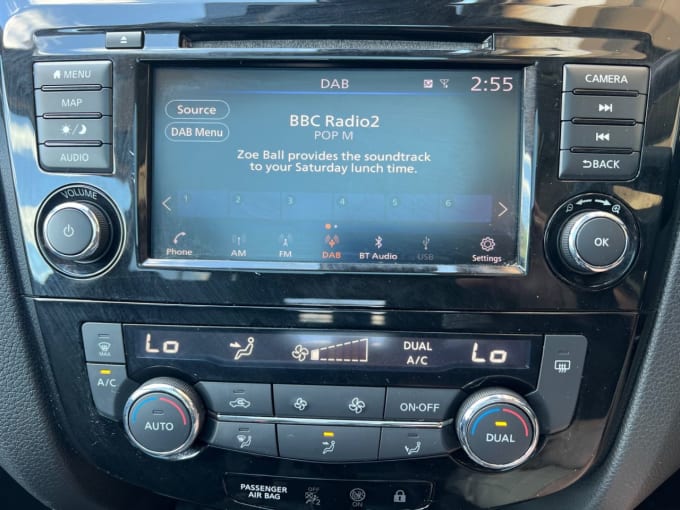 MENU
MAP
AUDIO
VOLUME
DAB
2:55
Source
DAB Menu
BBC Radio2
POP M
Zoe Ball provides the soundtrack
to your Saturday lunch time.
1 2 3 4 5 6
Phone AM FM DAB BT Audio USB Settings
CAMERA
BACK
OK
MAX
Lo
DUAL
A/C
Lo
A/C
AUTO
ON·OFF
DUAL
PASSENGER
AIR BAG
OFF
2
ON